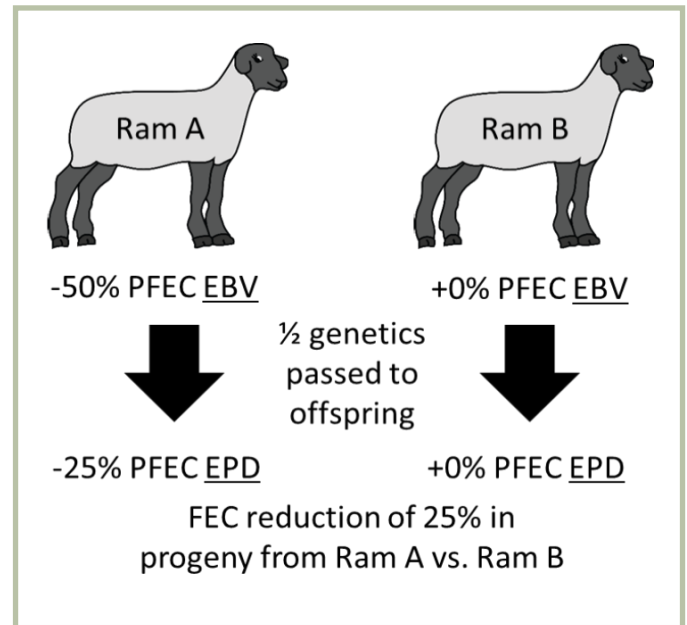 Ram A
Ram B
-50% PFEC EBV
+0% PFEC EBV
½ genetics
passed to
offspring
-25% PFEC EPD
+0% PFEC EPD
FEC reduction of 25% in
progeny from Ram A vs. Ram B